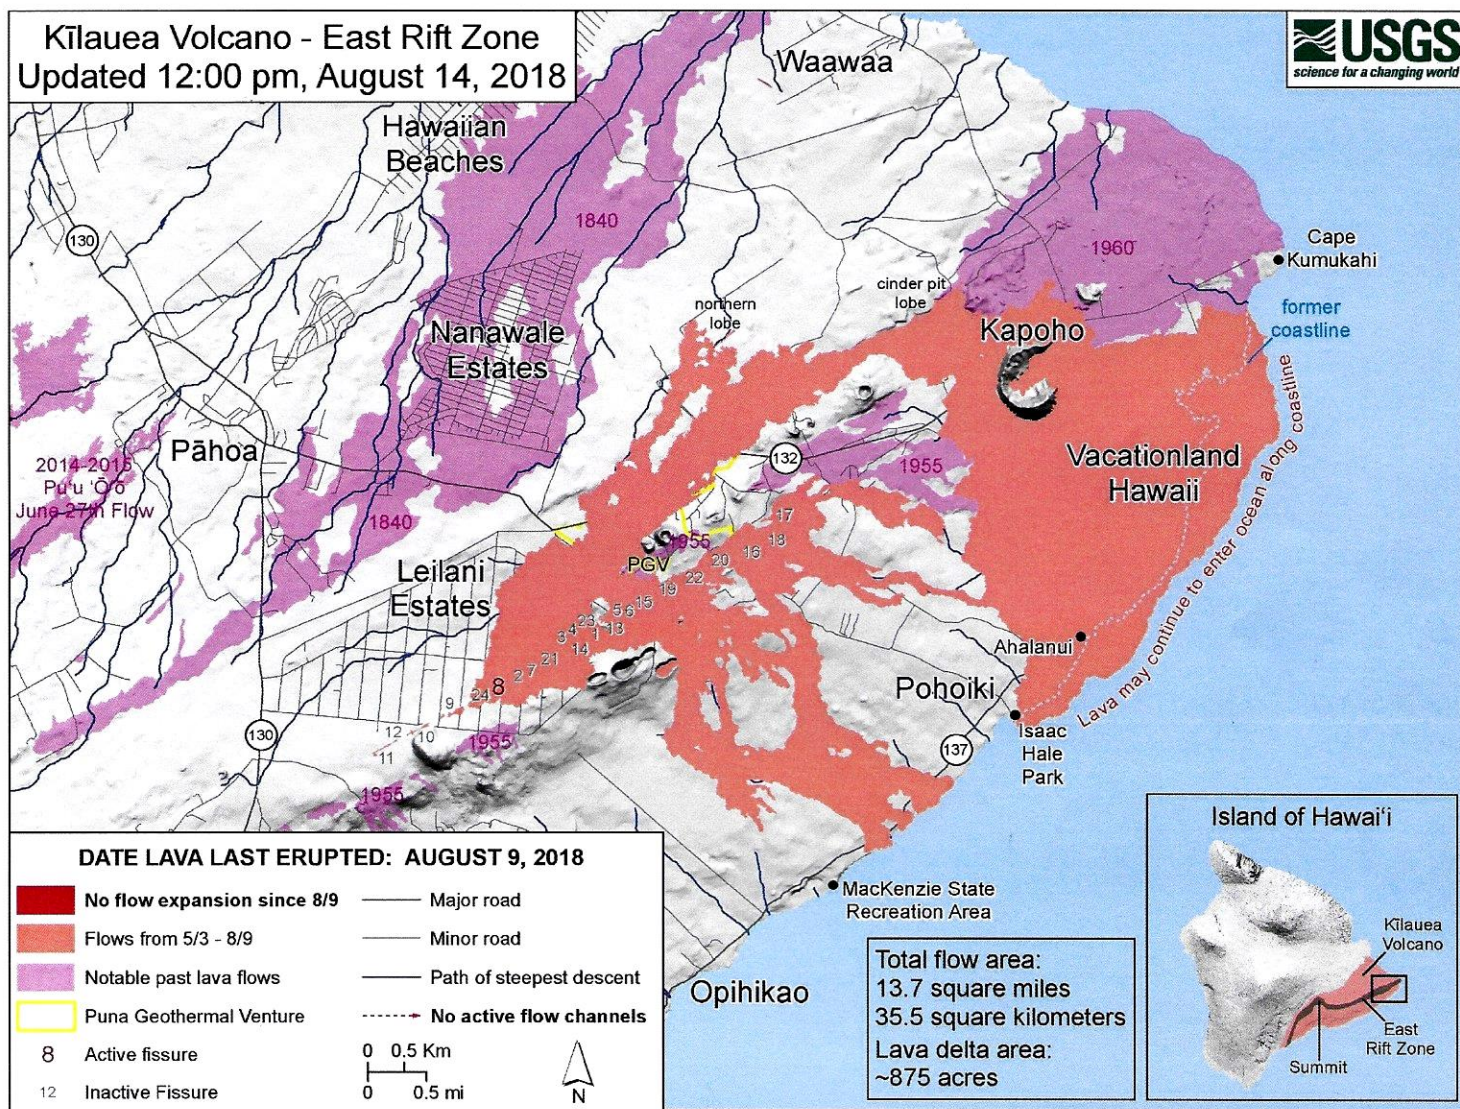 Kīlauea Volcano - East Rift Zone
Updated 12:00 pm, August 14, 2018
USGS
science for a changing world
Waawaa
Hawaiian
Beaches
130
1840
1960
Cape
Kumukahi
cinder pit
lobe
northern
lobe
former
coastline
Nanawale
Estates
Kapoho
Pāhoa
132
1955
Vacationland
Hawaii
2014-2015
Pu‘u ‘Ō‘ō
June 27th Flow
1840
Lava may continue to enter ocean along coastline
17
18
16
20
1955
PGV
22
19
15
6
5
13
23
1
4
3
14
21
7
2
8
24
9
10
12
11
Leilani
Estates
Ahalanui
Pohoiki
Isaac
Hale
Park
137
130
1955
1955
MacKenzie State
Recreation Area
Opihikao
DATE LAVA LAST ERUPTED: AUGUST 9, 2018
No flow expansion since 8/9
Flows from 5/3 - 8/9
Notable past lava flows
Puna Geothermal Venture
8 Active fissure
12 Inactive Fissure
Major road
Minor road
Path of steepest descent
No active flow channels
0 0.5 Km
0 0.5 mi
N
Total flow area:
13.7 square miles
35.5 square kilometers
Lava delta area:
~875 acres
Island of Hawai‘i
Kīlauea
Volcano
East
Rift Zone
Summit